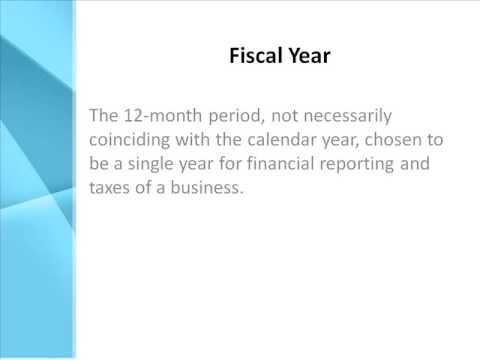 Fiscal Year
The 12-month period, not necessarily
coinciding with the calendar year, chosen to
be a single year for financial reporting and
taxes of a business.